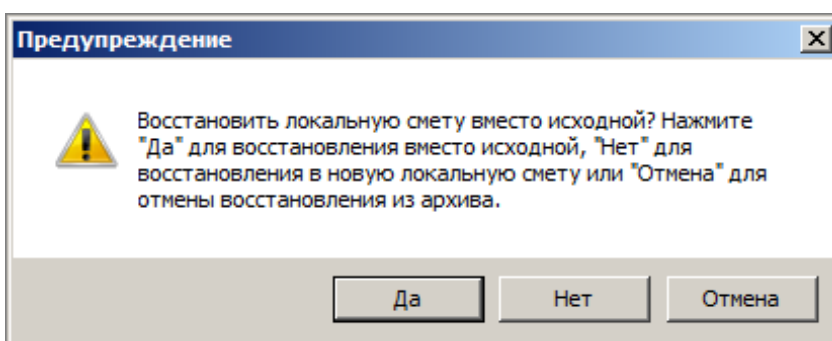 Предупреждение
Восстановить локальную смету вместо исходной? Нажмите
"Да" для восстановления вместо исходной, "Нет" для
восстановления в новую локальную смету или "Отмена" для
отмены восстановления из архива.
Да Нет Отмена